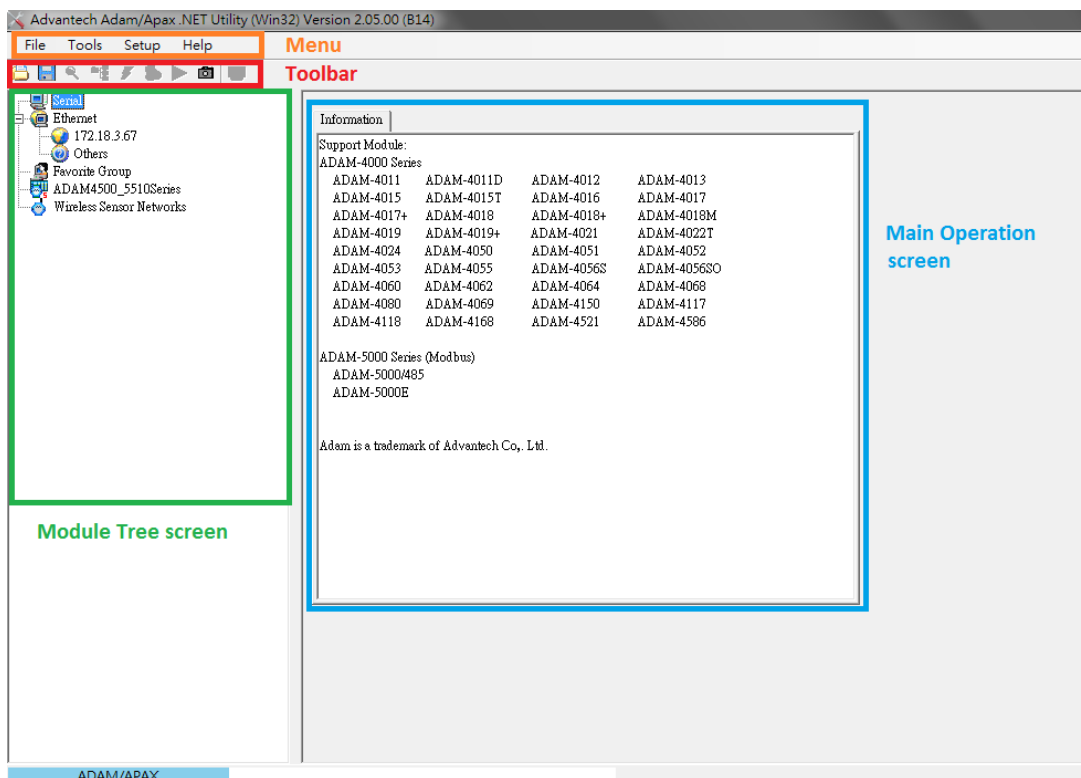 Advantech Adam/Apax .NET Utility (Win32) Version 2.05.00 (B14)
File Tools Setup Help Menu
Toolbar
Serial
Ethernet
172.18.3.67
Others
Favorite Group
ADAM4500_5510Series
Wireless Sensor Networks
Module Tree screen
Information
Support Module:
ADAM-4000 Series
ADAM-4011 ADAM-4011D ADAM-4012 ADAM-4013
ADAM-4015 ADAM-4015T ADAM-4016 ADAM-4017
ADAM-4017+ ADAM-4018 ADAM-4018+ ADAM-4018M
ADAM-4019 ADAM-4019+ ADAM-4021 ADAM-4022T
ADAM-4024 ADAM-4050 ADAM-4051 ADAM-4052
ADAM-4053 ADAM-4055 ADAM-4056S ADAM-4056SO
ADAM-4060 ADAM-4062 ADAM-4064 ADAM-4068
ADAM-4080 ADAM-4069 ADAM-4150 ADAM-4117
ADAM-4118 ADAM-4168 ADAM-4521 ADAM-4586
ADAM-5000 Series (Modbus)
ADAM-5000/485
ADAM-5000E
Adam is a trademark of Advantech Co,. Ltd.
Main Operation
screen
ADAM/APAX